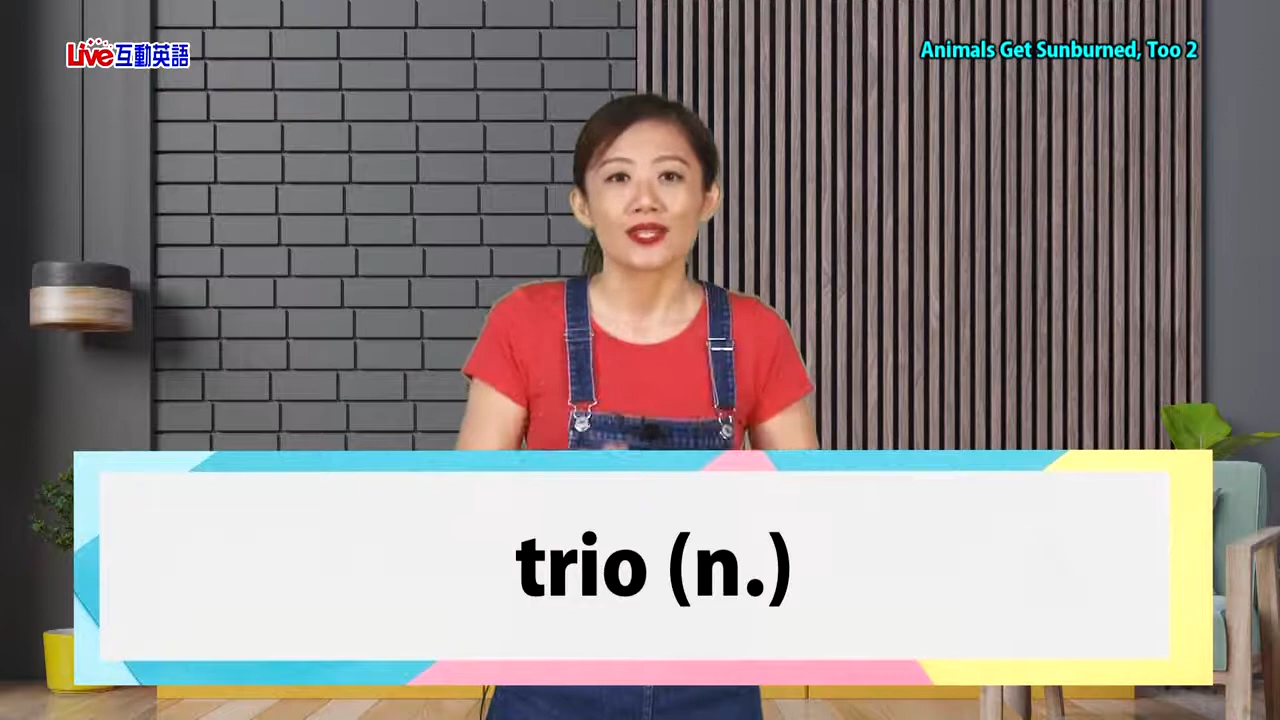 Live互動英語
Animals Get Sunburned, Too 2
trio (n.)